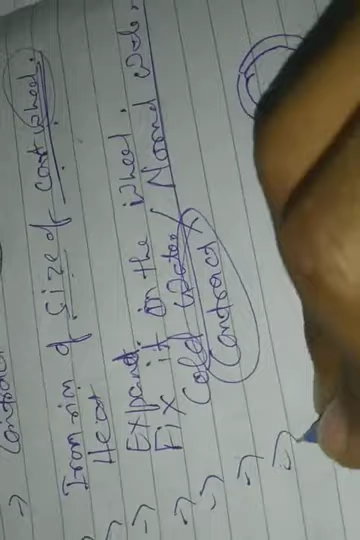 → Contract
Iron rim of size of cart wheel.
→ Heat
→ Expand.
→ Fix it on the wheel.
→ Cold water / Normal water
→ Contract
→